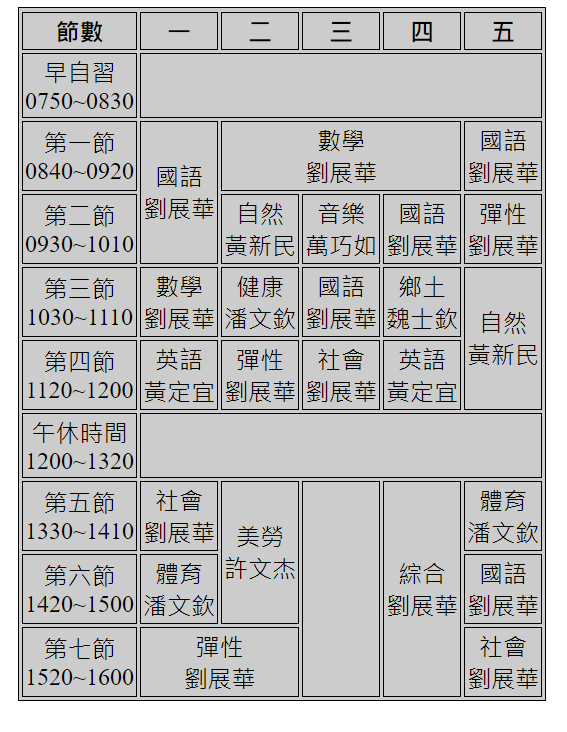 節數 一 二 三 四 五
早自習
0750~0830
第一節
0840~0920
國語
劉展華
數學
劉展華
國語
劉展華
第二節
0930~1010
自然
黃新民
音樂
萬巧如
國語
劉展華
彈性
劉展華
第三節
1030~1110
數學
劉展華
健康
潘文欽
國語
劉展華
鄉土
魏士欽
自然
黃新民
第四節
1120~1200
英語
黃定宜
彈性
劉展華
社會
劉展華
英語
黃定宜
午休時間
1200~1320
第五節
1330~1410
社會
劉展華
美勞
許文杰
綜合
劉展華
體育
潘文欽
第六節
1420~1500
體育
潘文欽
國語
劉展華
第七節
1520~1600
彈性
劉展華
社會
劉展華